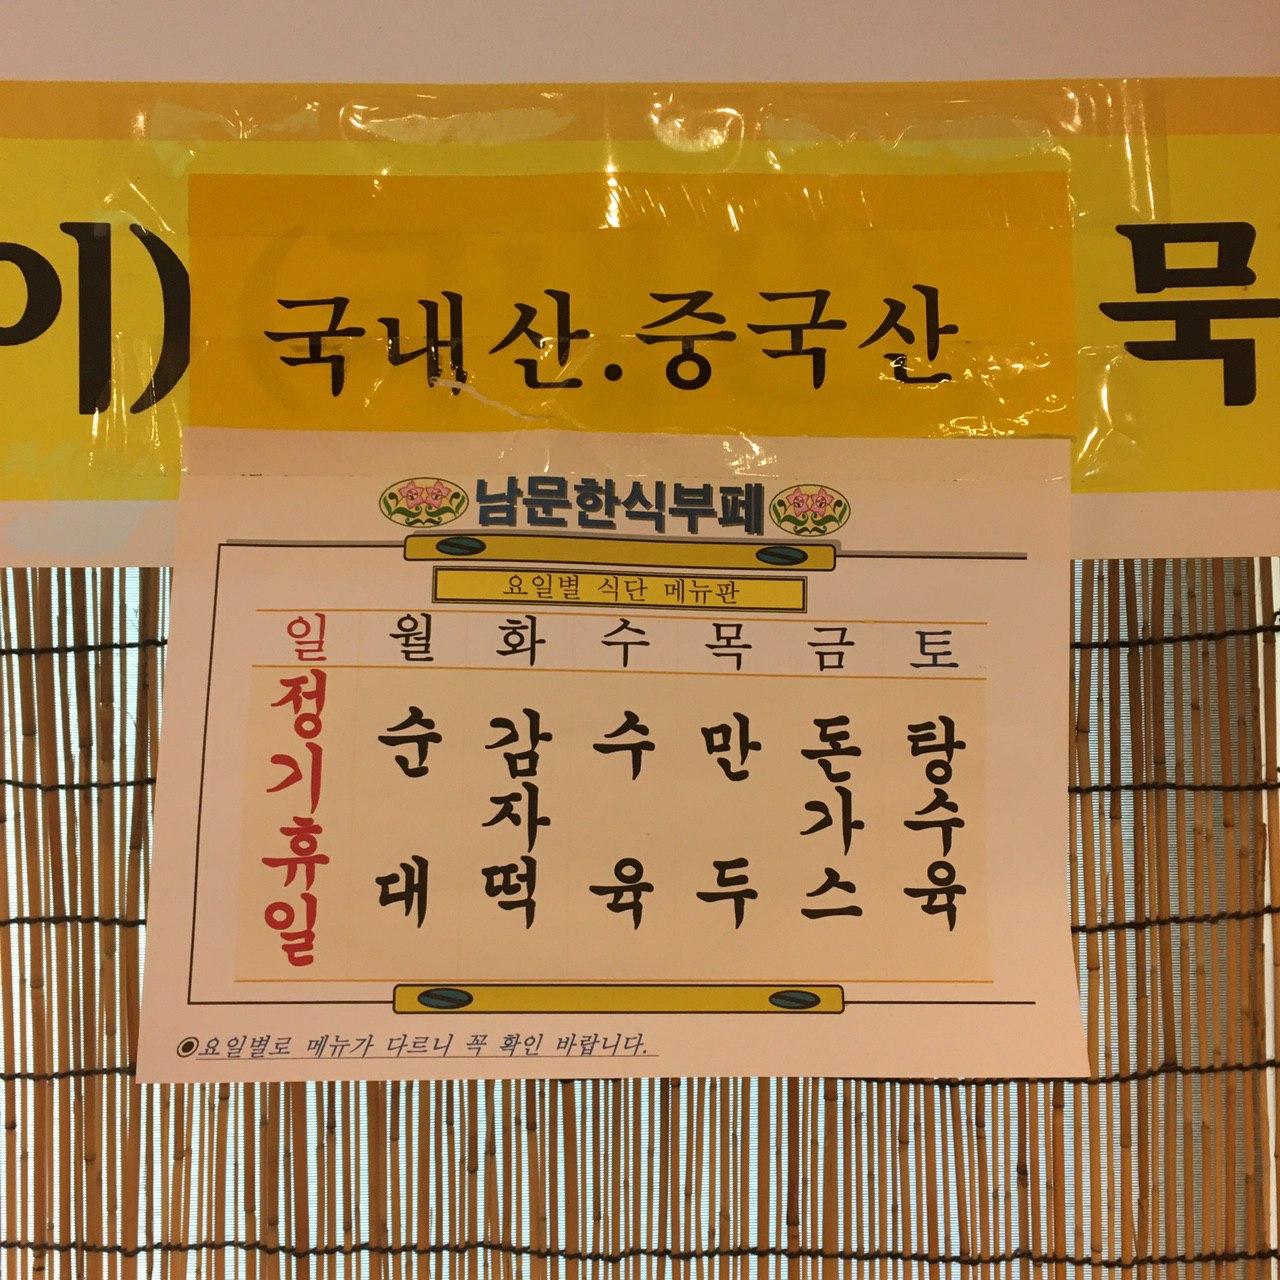 이) 국내산.중국산 묵
남문한식부페
요일별 식단 메뉴판
일 월 화 수 목 금 토
정기휴일 순대 감자떡 수육 만두 돈가스 탕수육
◉요일별로 메뉴가 다르니 꼭 확인 바랍니다.